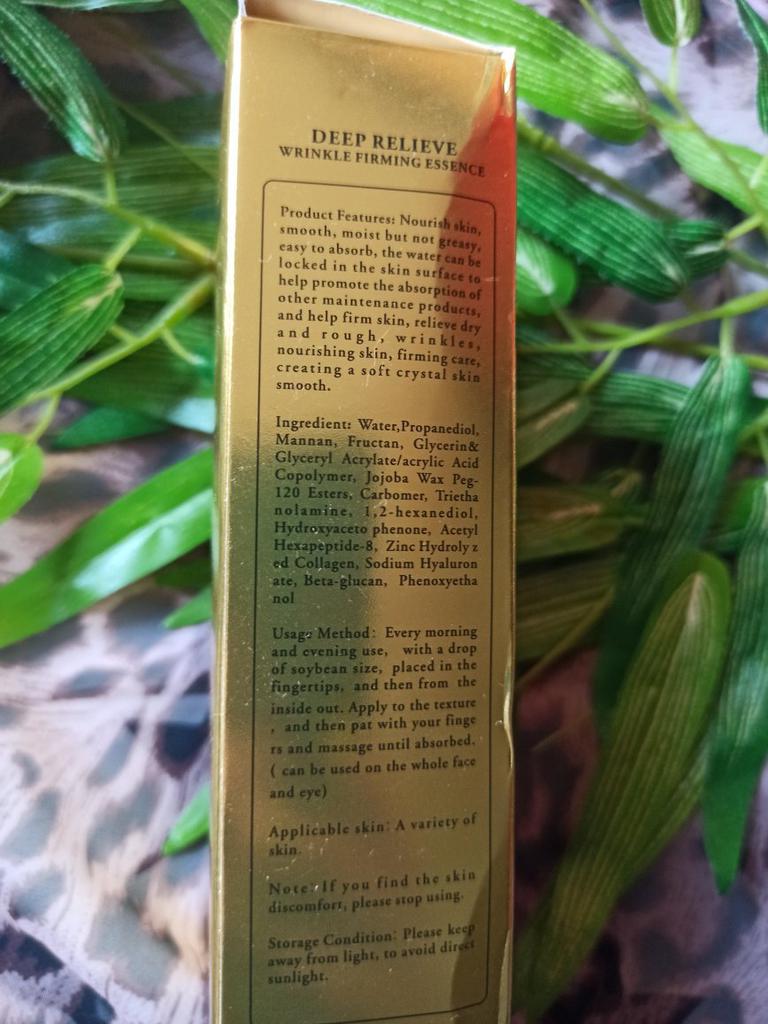 DEEP RELIEVE
WRINKLE FIRMING ESSENCE
Product Features: Nourish skin,
smooth, moist but not greasy,
easy to absorb, the water can be
locked in the skin surface to
help promote the absorption of
other maintenance products,
and help firm skin, relieve dry
and rough, wrinkles,
nourishing skin, firming care,
creating a soft crystal skin
smooth.
Ingredient: Water,Propanediol,
Mannan, Fructan, Glycerin&
Glyceryl Acrylate/acrylic Acid
Copolymer, Jojoba Wax Peg-
120 Esters, Carbomer, Trietha
nolamine, 1,2-hexanediol,
Hydroxyaceto phenone, Acetyl
Hexapeptide-8, Zinc Hydroly z
ed Collagen, Sodium Hyaluron
ate, Beta-glucan, Phenoxyetha
nol
Usage Method: Every morning
and evening use, with a drop
of soybean size, placed in the
fingertips, and then from the
inside out. Apply to the texture
, and then pat with your finge
rs and massage until absorbed.
( can be used on the whole face
and eye)
Applicable skin: A variety of
skin.
Note: If you find the skin
discomfort, please stop using.
Storage Condition: Please keep
away from light, to avoid direct
sunlight.